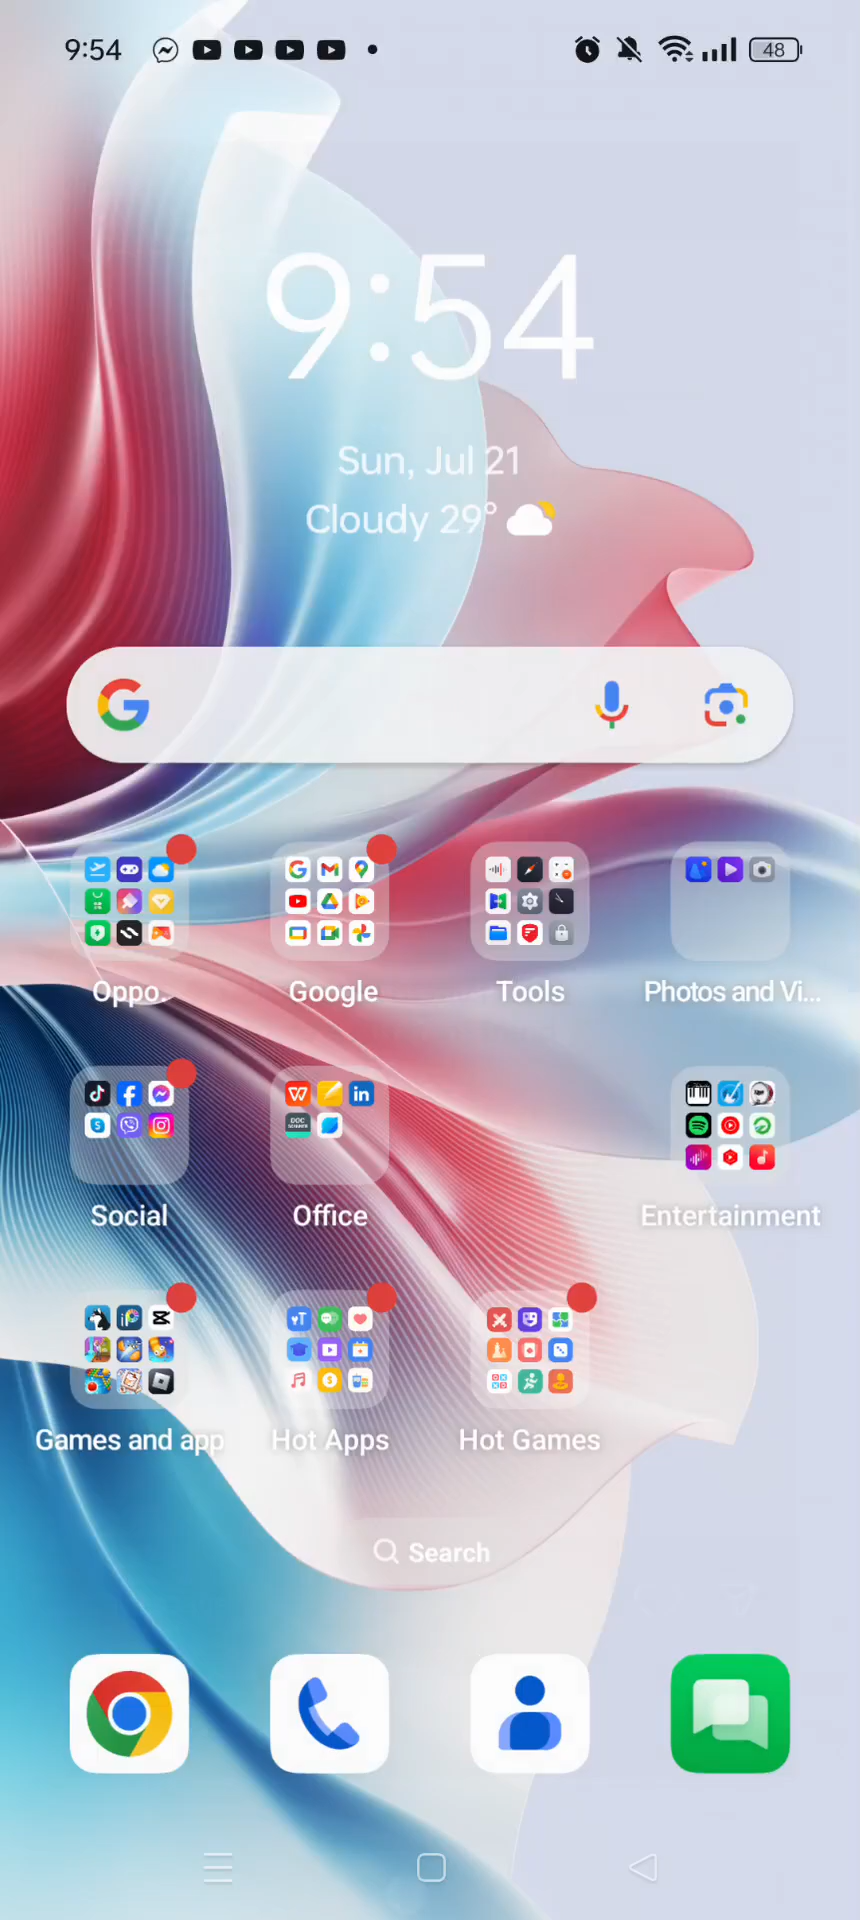 9:54
48
9:54
Sun, Jul 21
Cloudy 29°
Oppo.
Google
Tools
Photos and Vi...
Social
Office
Entertainment
Games and app
Hot Apps
Hot Games
Search